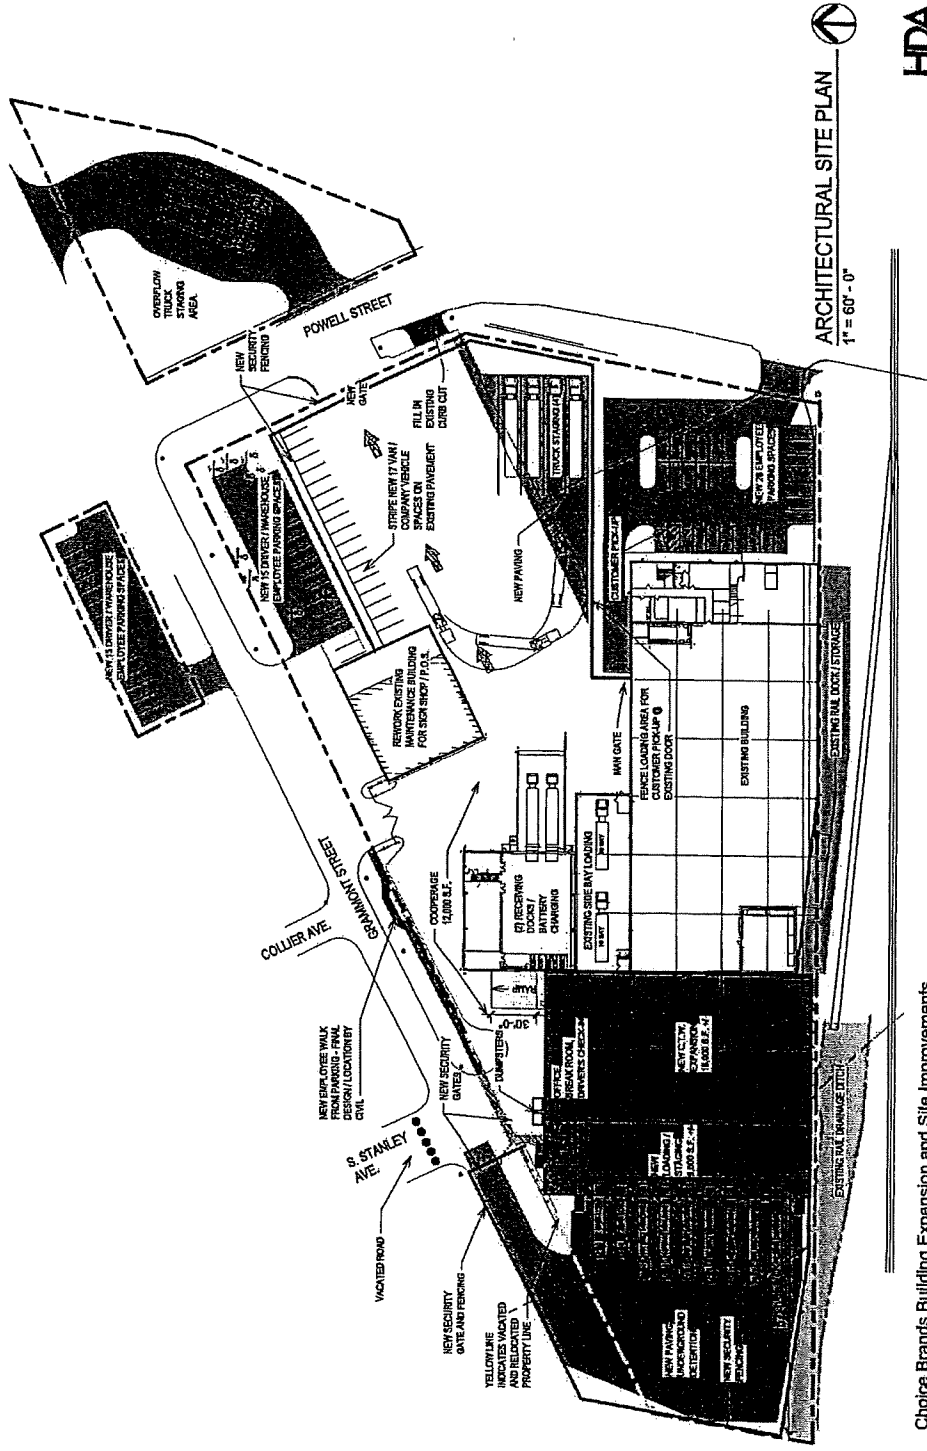 OVERFLOW
TRUCK
STAGING
AREA
POWELL STREET
NEW
SECURITY
FENCING
NEW
GATE
FILL IN
EXISTING
CURB CUT
NEW 15 DRIVER / WAREHOUSE
EMPLOYEE PARKING SPACES
NEW 15 DRIVER / WAREHOUSE
EMPLOYEE PARKING SPACES
STRIPE NEW 17 VAN /
COMPANY VEHICLE
SPACES ON
EXISTING PAVEMENT
TRUCK STAGING (4)
NEW PAVING
NEW 28 EMPLOYEE
PARKING SPACES
CUSTOMER PICK-UP
REWORK EXISTING
MAINTENANCE BUILDING
FOR SIGN SHOP / P.O.S.
MAN GATE
FENCE LOADING AREA FOR
CUSTOMER PICK-UP @
EXISTING DOOR
EXISTING BUILDING
EXISTING RAIL DOCK / STORAGE
GRAMMONT STREET
COLLIER AVE.
COOPERAGE
12,000 S.F.
(2) RECEIVING
DOCKS /
BATTERY
CHARGING
EXISTING SIDE BAY LOADING
RAMP
30'-0"
NEW EMPLOYEE WALK
FROM PARKING - FINAL
DESIGN / LOCATION BY
CIVIL
NEW SECURITY
GATES
DUMPSTERS
OFFICE,
BREAK ROOM,
DRIVERS CHECK-IN
EXPANSION
NEW
LOADING /
STAGING
EXISTING RAIL DRAINAGE DITCH
S. STANLEY
AVE.
VACATED ROAD
NEW SECURITY
GATE AND FENCING
YELLOW LINE
INDICATES VACATED
AND RELOCATED
PROPERTY LINE
NEW PAVING,
UNDERGROUND
DETENTION
NEW SECURITY
FENCING
ARCHITECTURAL SITE PLAN
1" = 60' - 0"
HDA
Choice Brands Building Expansion and Site Improvements